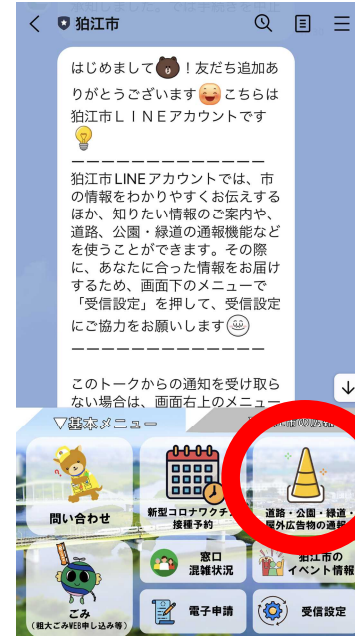 狛江市
はじめまして！友だち追加あ
りがとうございます こちらは
狛江市ＬＩＮＥアカウントです
ーーーーーーーーーーーーー
狛江市LINEアカウントでは、市
の情報をわかりやすくお伝えする
ほか、知りたい情報のご案内や、
道路、公園・緑道の通報機能など
を使うことができます。その際
に、あなたに合った情報をお届け
するため、画面下のメニューで
「受信設定」を押して、受信設定
にご協力をお願いします
ーーーーーーーーーーーーー
このトークからの通知を受け取ら
ない場合は、画面右上のメニュー
▽基本メニュー
問い合わせ
新型コロナワクチン
接種予約
道路・公園・緑道・
屋外広告物の通報
ごみ
(粗大ごみWEB申し込み等)
窓口
混雑状況
狛江市の
イベント情報
電子申請
受信設定